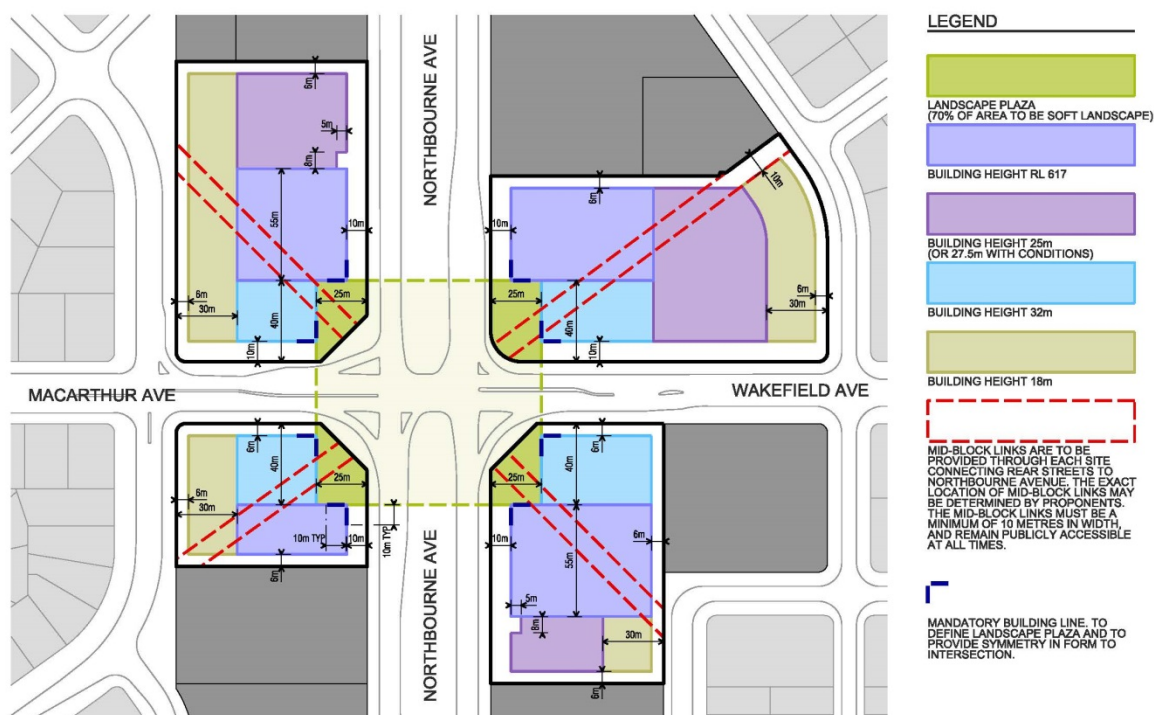 NORTHBOURNE AVE
6m
5m
8m
55m
10m
6m
30m
40m
25m
10m
6m
10m
10m
25m
40m
10m
6m
30m
MACARTHUR AVE
WAKEFIELD AVE
6m
40m
25m
6m
30m
10m TYP
10m
10m TYP
6m
NORTHBOURNE AVE
6m
40m
25m
10m
55m
6m
5m
8m
30m
6m
LEGEND
LANDSCAPE PLAZA
(70% OF AREA TO BE SOFT LANDSCAPE)
BUILDING HEIGHT RL 617
BUILDING HEIGHT 25m
(OR 27.5m WITH CONDITIONS)
BUILDING HEIGHT 32m
BUILDING HEIGHT 18m
MID-BLOCK LINKS ARE TO BE
PROVIDED THROUGH EACH SITE
CONNECTING REAR STREETS TO
NORTHBOURNE AVENUE. THE EXACT
LOCATION OF MID-BLOCK LINKS MAY
BE DETERMINED BY PROPONENTS.
THE MID-BLOCK LINKS MUST BE A
MINIMUM OF 10 METRES IN WIDTH,
AND REMAIN PUBLICLY ACCESSIBLE
AT ALL TIMES.
MANDATORY BUILDING LINE. TO
DEFINE LANDSCAPE PLAZA AND TO
PROVIDE SYMMETRY IN FORM TO
INTERSECTION.